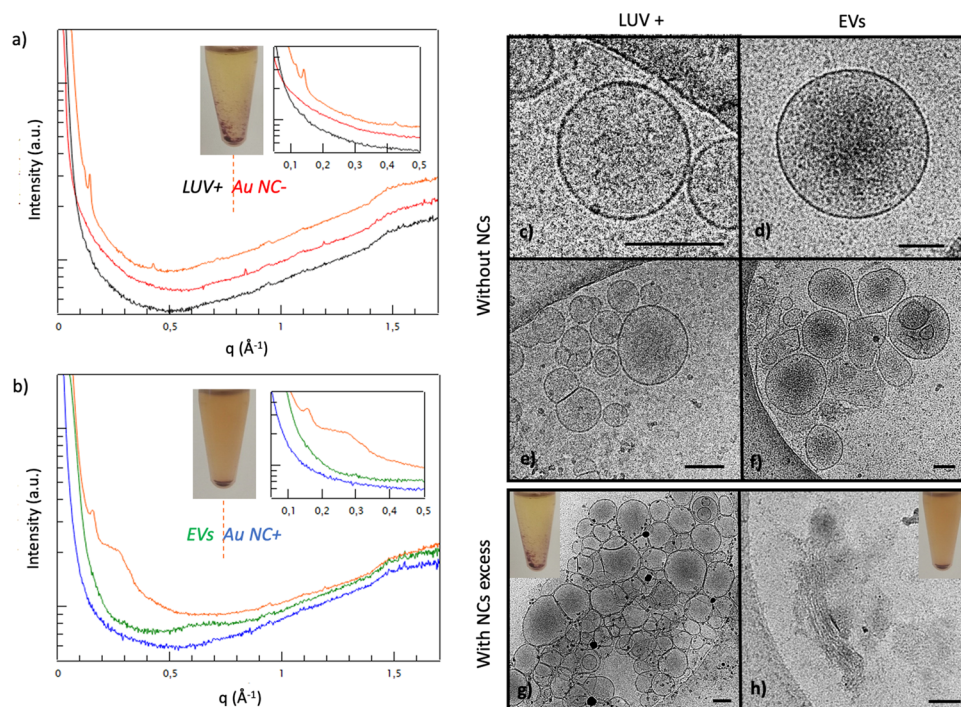 LUV +
EVs
a)
Intensity (a.u.)
LUV+ Au NC-
0,1 0,2 0,3 0,4 0,5
0 0,5 1 1,5
q (Å-1)
b)
Intensity (a.u.)
EVs Au NC+
0,1 0,2 0,3 0,4 0,5
0 0,5 1 1,5
q (Å-1)
Without NCs
c)
d)
e)
f)
With NCs excess
g)
h)